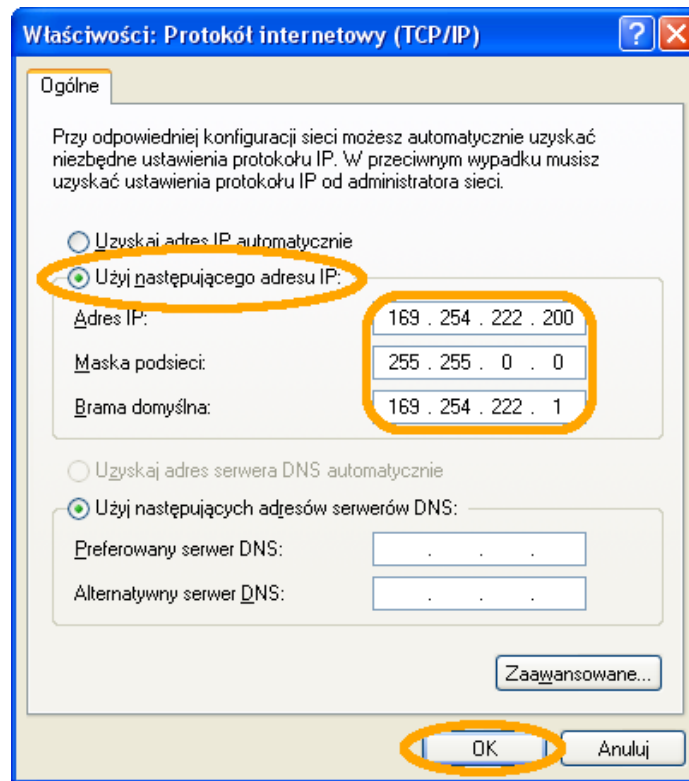 Właściwości: Protokół internetowy (TCP/IP)
Ogólne
Przy odpowiedniej konfiguracji sieci możesz automatycznie uzyskać
niezbędne ustawienia protokołu IP. W przeciwnym wypadku musisz
uzyskać ustawienia protokołu IP od administratora sieci.
Uzyskaj adres IP automatycznie
Użyj następującego adresu IP:
Adres IP: 169 . 254 . 222 . 200
Maska podsieci: 255 . 255 . 0 . 0
Brama domyślna: 169 . 254 . 222 . 1
Uzyskaj adres serwera DNS automatycznie
Użyj następujących adresów serwerów DNS:
Preferowany serwer DNS: . . .
Alternatywny serwer DNS: . . .
Zaawansowane...
OK Anuluj